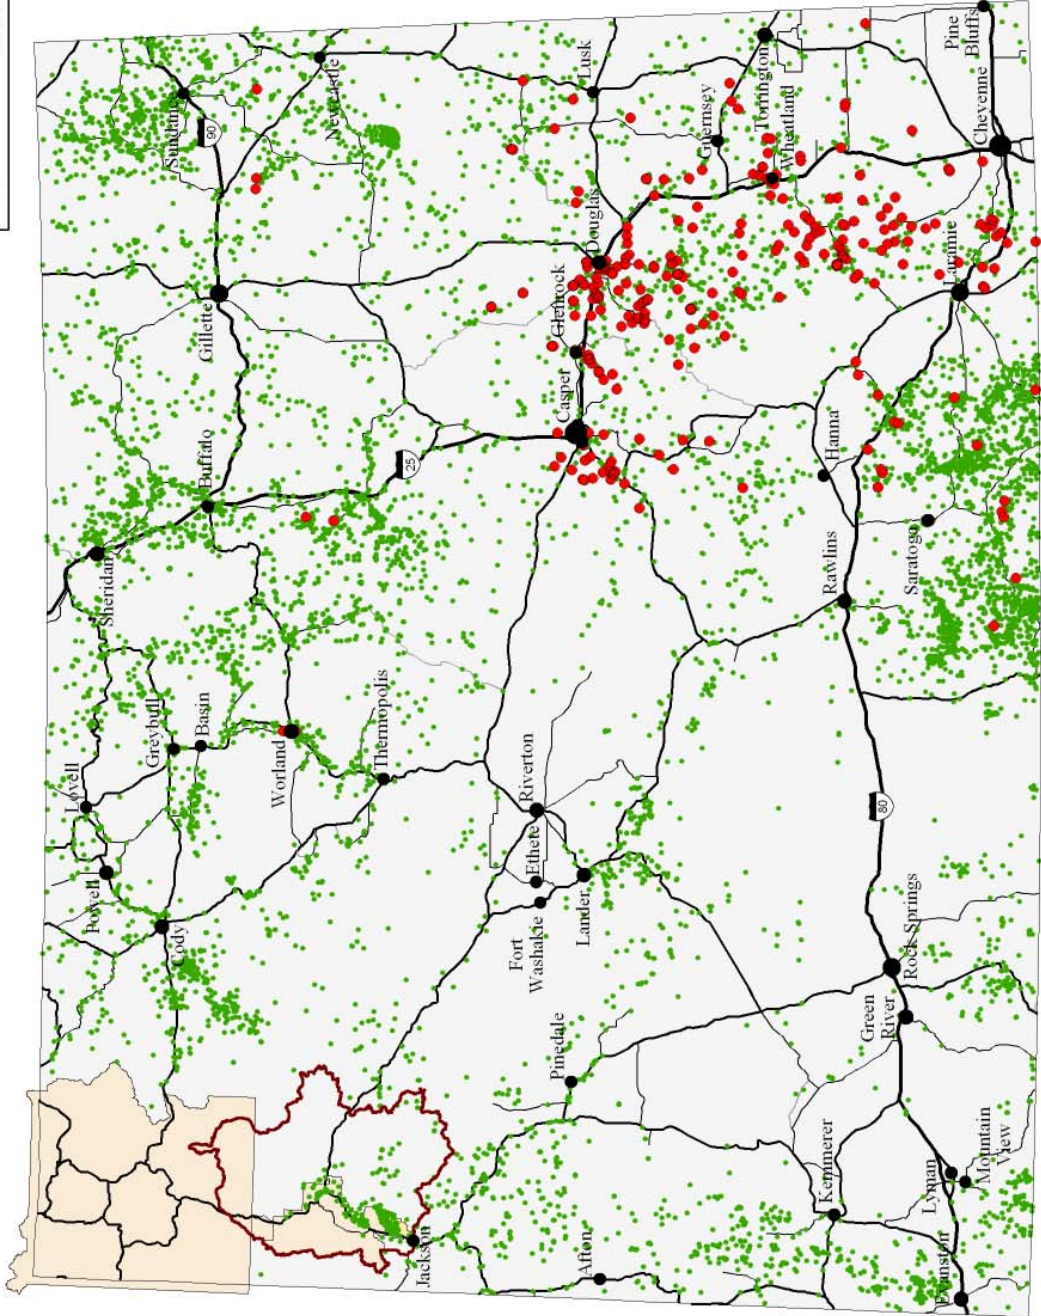 Sundance
90
Newcastle
Lusk
Guernsey
Torrington
Wheatland
Pine
Bluffs
Cheyenne
Gillette
Douglas
Glenrock
Laramie
Casper
Buffalo
25
Hanna
Sheridan
Rawlins
Saratoga
Greybull
Basin
Worland
Thermopolis
Lovell
Riverton
80
Powell
Ethete
Fort
Washakie
Lander
Cody
Rock Springs
Green
River
Pinedale
Kemmerer
Lyman
Mountain
View
Jackson
Afton
Evanston